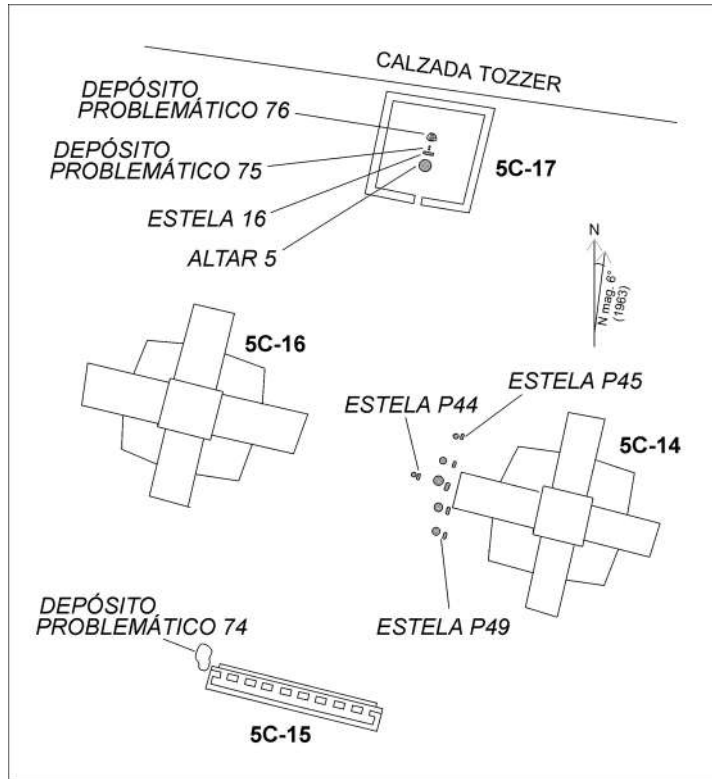 CALZADA TOZZER
DEPÓSITO
PROBLEMÁTICO 76
DEPÓSITO
PROBLEMÁTICO 75
5C-17
ESTELA 16
ALTAR 5
N
N mag. 6°
(1963)
5C-16
ESTELA P45
ESTELA P44
5C-14
DEPÓSITO
PROBLEMÁTICO 74
ESTELA P49
5C-15